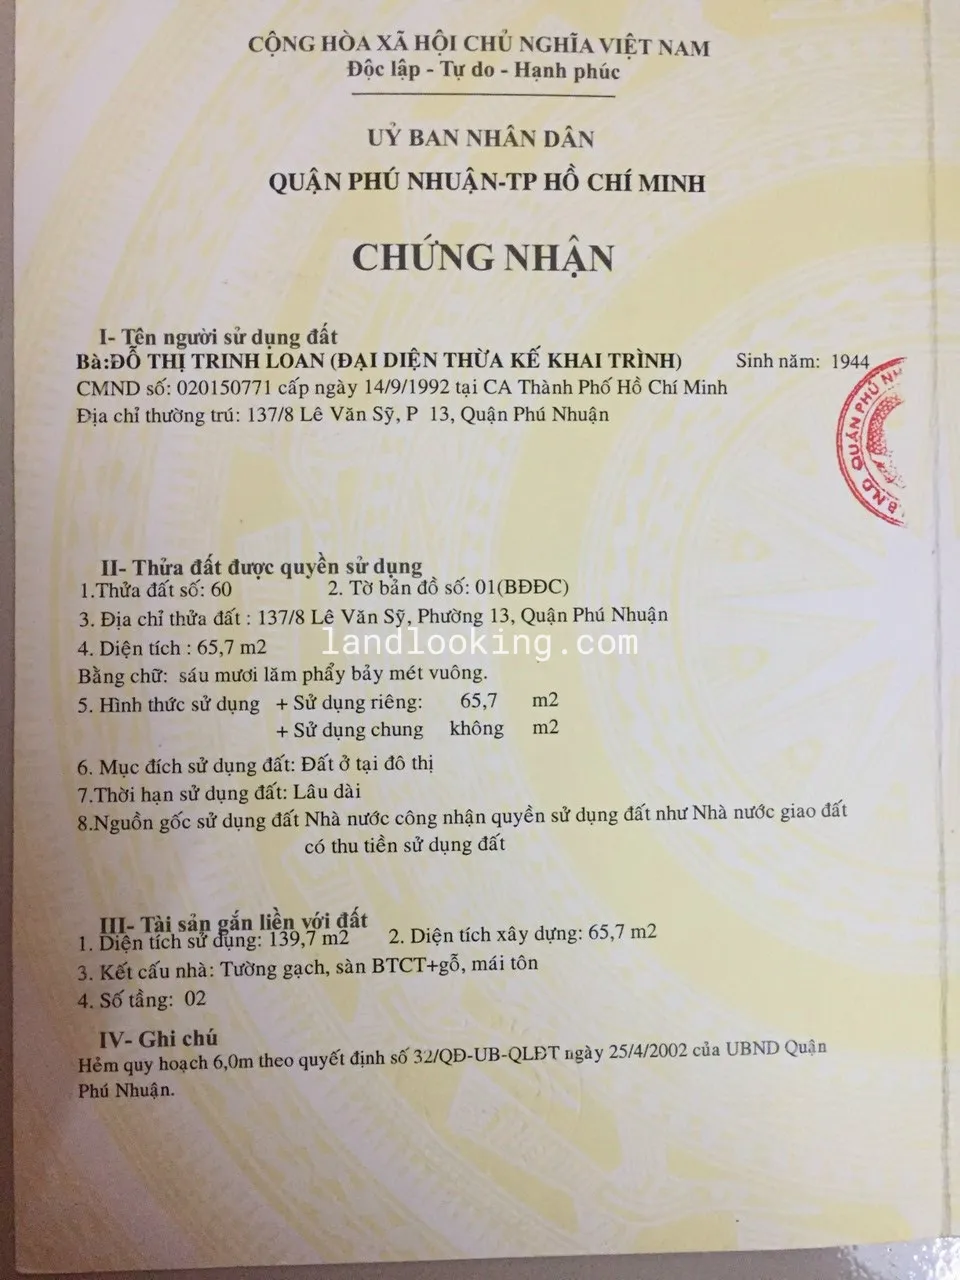 CỘNG HÒA XÃ HỘI CHỦ NGHĨA VIỆT NAM
Độc lập - Tự do - Hạnh phúc
UỶ BAN NHÂN DÂN
QUẬN PHÚ NHUẬN-TP HỒ CHÍ MINH
CHỨNG NHẬN
I- Tên người sử dụng đất
Bà:ĐỖ THỊ TRINH LOAN (ĐẠI DIỆN THỪA KẾ KHAI TRÌNH) Sinh năm: 1944
CMND số: 020150771 cấp ngày 14/9/1992 tại CA Thành Phố Hồ Chí Minh
Địa chỉ thường trú: 137/8 Lê Văn Sỹ, P 13, Quận Phú Nhuận
.B.N.D QUẬN PHÚ NH
II- Thửa đất được quyền sử dụng
1.Thửa đất số: 60 2. Tờ bản đồ số: 01(BĐĐC)
3. Địa chỉ thửa đất : 137/8 Lê Văn Sỹ, Phường 13, Quận Phú Nhuận
landlooking.com
4. Diện tích : 65,7 m2
Bằng chữ: sáu mươi lăm phẩy bảy mét vuông.
5. Hình thức sử dụng + Sử dụng riêng: 65,7 m2
+ Sử dụng chung không m2
6. Mục đích sử dụng đất: Đất ở tại đô thị
7.Thời hạn sử dụng đất: Lâu dài
8.Nguồn gốc sử dụng đất Nhà nước công nhận quyền sử dụng đất như Nhà nước giao đất
có thu tiền sử dụng đất
III- Tài sản gắn liền với đất
1. Diện tích sử dụng: 139,7 m2 2. Diện tích xây dựng: 65,7 m2
3. Kết cấu nhà: Tường gạch, sàn BTCT+gỗ, mái tôn
4. Số tầng: 02
IV- Ghi chú
Hẻm quy hoạch 6,0m theo quyết định số 32/QĐ-UB-QLĐT ngày 25/4/2002 của UBND Quận
Phú Nhuận.